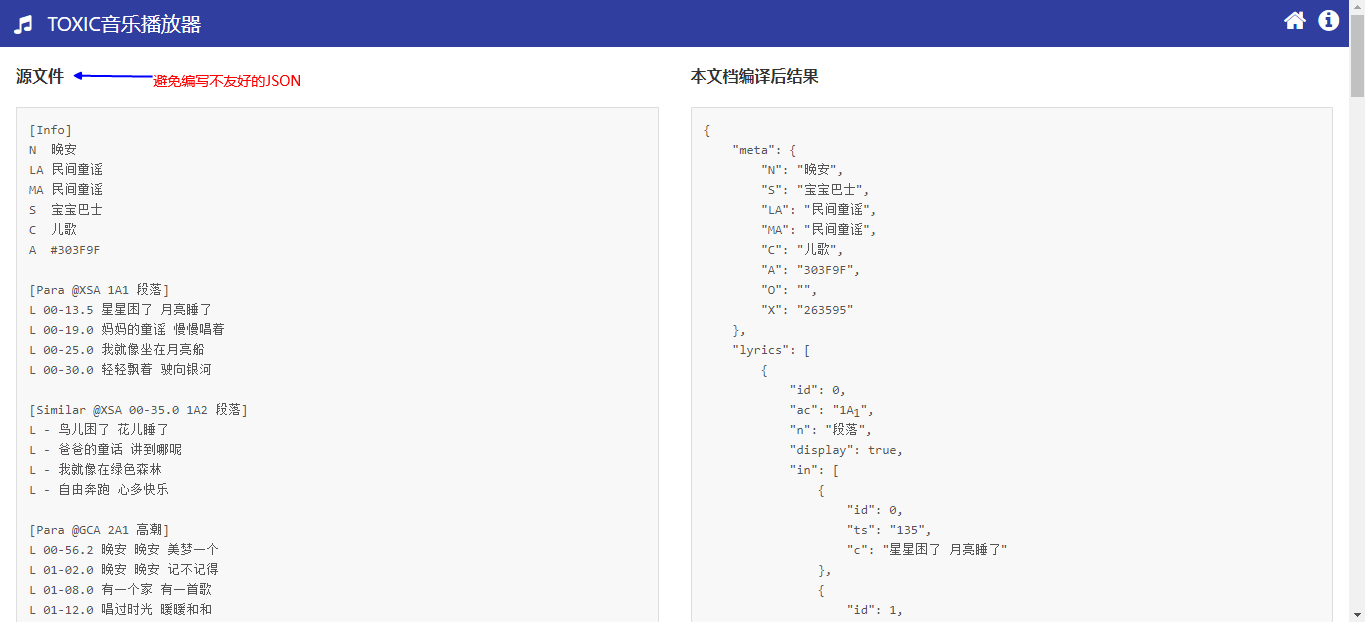 TOXIC音乐播放器
源文件
避免编写不友好的JSON
[Info]
N  晚安
LA 民间童谣
MA 民间童谣
S  宝宝巴士
C  儿歌
A  #303F9F
[Para @XSA 1A1 段落]
L 00-13.5 星星困了 月亮睡了
L 00-19.0 妈妈的童谣 慢慢唱着
L 00-25.0 我就像坐在月亮船
L 00-30.0 轻轻飘着 驶向银河
[Similar @XSA 00-35.0 1A2 段落]
L - 鸟儿困了 花儿睡了
L - 爸爸的童话 讲到哪呢
L - 我就像在绿色森林
L - 自由奔跑 心多快乐
[Para @GCA 2A1 高潮]
L 00-56.2 晚安 晚安 美梦一个
L 01-02.0 晚安 晚安 记不记得
L 01-08.0 有一个家 有一首歌
L 01-12.0 唱过时光 暖暖和和
本文档编译后结果
{
    "meta": {
        "N": "晚安",
        "S": "宝宝巴士",
        "LA": "民间童谣",
        "MA": "民间童谣",
        "C": "儿歌",
        "A": "303F9F",
        "O": "",
        "X": "263595"
    },
    "lyrics": [
        {
            "id": 0,
            "ac": "1A₁",
            "n": "段落",
            "display": true,
            "in": [
                {
                    "id": 0,
                    "ts": "135",
                    "c": "星星困了 月亮睡了"
                },
                {
                    "id": 1,